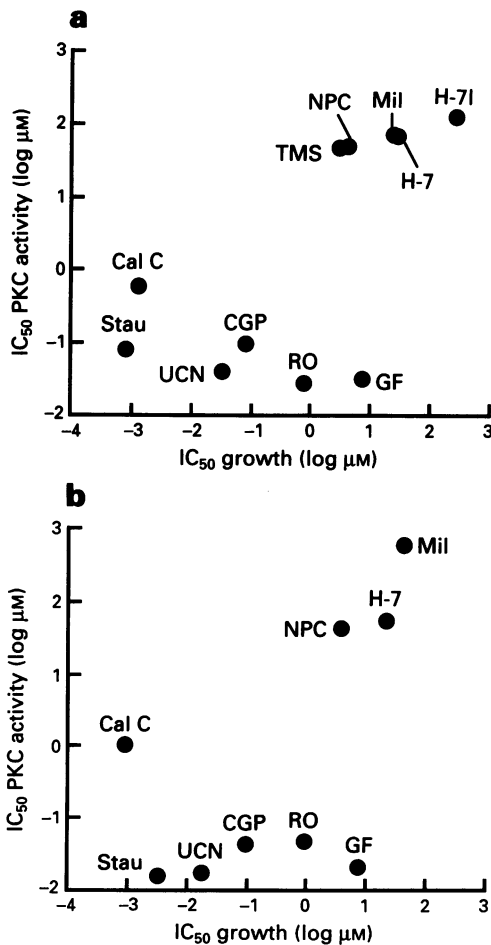 a
3
2
1
0
−1
−2
IC50 PKC activity (log µM)
NPC
Mil
H-7I
TMS
H-7
Cal C
Stau
CGP
UCN
RO
GF
−4 −3 −2 −1 0 1 2 3
IC50 growth (log µM)
b
3
2
1
0
−1
−2
IC50 PKC activity (log µM)
Mil
H-7
NPC
Cal C
CGP
RO
Stau
UCN
GF
−4 −3 −2 −1 0 1 2 3
IC50 growth (log µM)